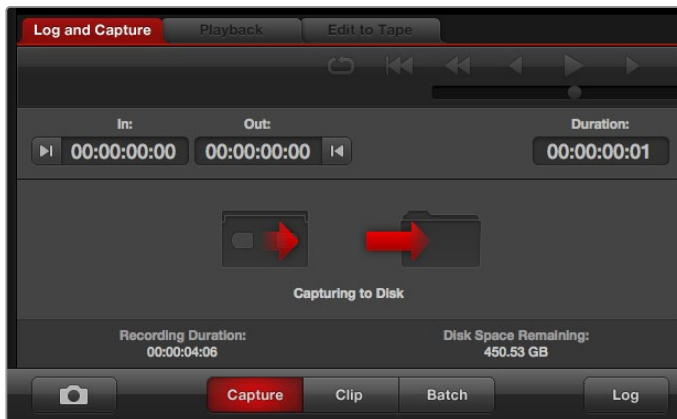 Log and Capture Playback Edit to Tape
In: Out: Duration:
00:00:00:00 00:00:00:00 00:00:00:01
Capturing to Disk
Recording Duration: Disk Space Remaining:
00:00:04:06 450.53 GB
Capture Clip Batch Log